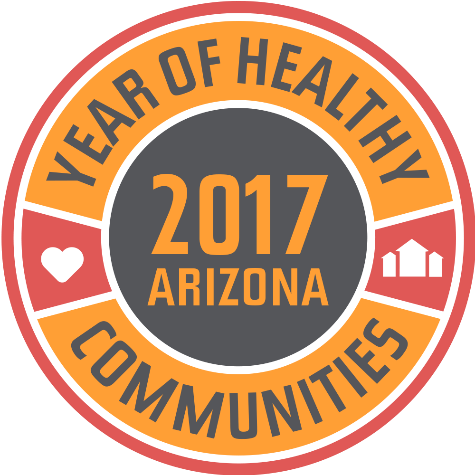 YEAR OF HEALTHY
2017
ARIZONA
COMMUNITIES